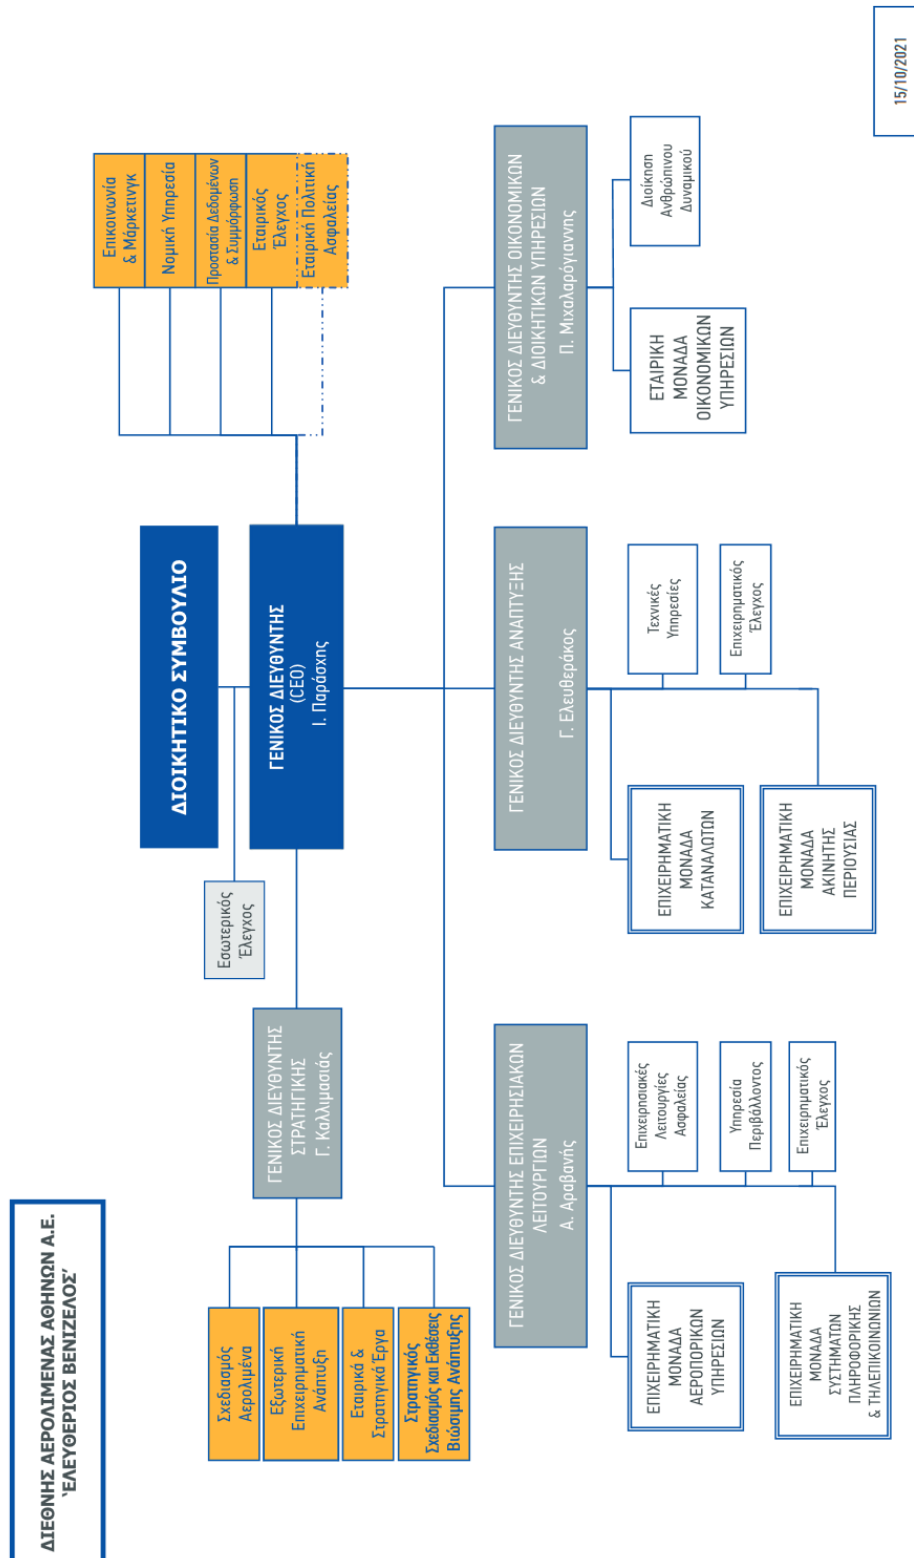 ΔΙΕΘΝΗΣ ΑΕΡΟΛΙΜΕΝΑΣ ΑΘΗΝΩΝ Α.Ε.
‘ΕΛΕΥΘΕΡΙΟΣ ΒΕΝΙΖΕΛΟΣ’
ΔΙΟΙΚΗΤΙΚΟ ΣΥΜΒΟΥΛΙΟ
Εσωτερικός
Έλεγχος
ΓΕΝΙΚΟΣ ΔΙΕΥΘΥΝΤΗΣ
(CEO)
Ι. Παράσχης
Επικοινωνία
& Μάρκετινγκ
Νομική Υπηρεσία
Προστασία Δεδομένων
& Συμμόρφωση
Εταιρικός
Έλεγχος
Εταιρική Πολιτική
Ασφαλείας
ΓΕΝΙΚΟΣ ΔΙΕΥΘΥΝΤΗΣ
ΣΤΡΑΤΗΓΙΚΗΣ
Γ. Καλλιμασιάς
Σχεδιασμός
Αερολιμένα
Εξωτερική
Επιχειρηματική
Ανάπτυξη
Εταιρικά &
Στρατηγικά Έργα
Στρατηγικός
Σχεδιασμός και Εκθέσεις
Βιώσιμης Ανάπτυξης
ΓΕΝΙΚΟΣ ΔΙΕΥΘΥΝΤΗΣ ΕΠΙΧΕΙΡΗΣΙΑΚΩΝ
ΛΕΙΤΟΥΡΓΙΩΝ
Α. Αραβανής
Επιχειρησιακές
Λειτουργίες
Ασφαλείας
Υπηρεσία
Περιβάλλοντος
Επιχειρηματικός
Έλεγχος
ΕΠΙΧΕΙΡΗΜΑΤΙΚΗ
ΜΟΝΑΔΑ
ΑΕΡΟΠΟΡΙΚΩΝ
ΥΠΗΡΕΣΙΩΝ
ΕΠΙΧΕΙΡΗΜΑΤΙΚΗ
ΜΟΝΑΔΑ
ΣΥΣΤΗΜΑΤΩΝ
ΠΛΗΡΟΦΟΡΙΚΗΣ
& ΤΗΛΕΠΙΚΟΙΝΩΝΙΩΝ
ΓΕΝΙΚΟΣ ΔΙΕΥΘΥΝΤΗΣ ΑΝΑΠΤΥΞΗΣ
Γ. Ελευθεράκος
Τεχνικές
Υπηρεσίες
Επιχειρηματικός
Έλεγχος
ΕΠΙΧΕΙΡΗΜΑΤΙΚΗ
ΜΟΝΑΔΑ
ΚΑΤΑΝΑΛΩΤΩΝ
ΕΠΙΧΕΙΡΗΜΑΤΙΚΗ
ΜΟΝΑΔΑ
ΑΚΙΝΗΤΗΣ
ΠΕΡΙΟΥΣΙΑΣ
ΓΕΝΙΚΟΣ ΔΙΕΥΘΥΝΤΗΣ ΟΙΚΟΝΟΜΙΚΩΝ
& ΔΙΟΙΚΗΤΙΚΩΝ ΥΠΗΡΕΣΙΩΝ
Π. Μιχαλαρόγιαννης
ΕΤΑΙΡΙΚΗ
ΜΟΝΑΔΑ
ΟΙΚΟΝΟΜΙΚΩΝ
ΥΠΗΡΕΣΙΩΝ
Διοίκηση
Ανθρώπινου
Δυναμικού
15/10/2021